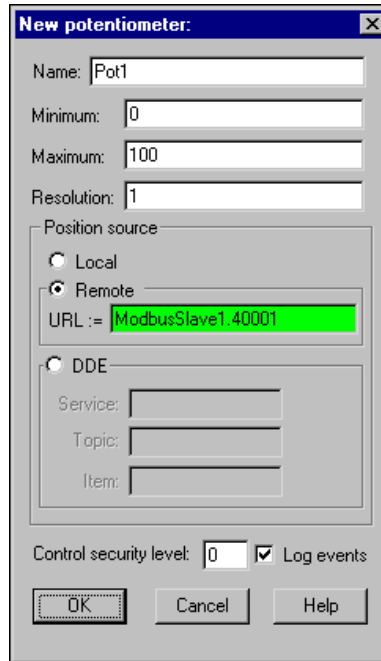 New potentiometer:
Name: Pot1
Minimum: 0
Maximum: 100
Resolution: 1
Position source
Local
Remote
URL := ModbusSlave1.40001
DDE
Service:
Topic:
Item:
Control security level: 0 Log events
OK Cancel Help